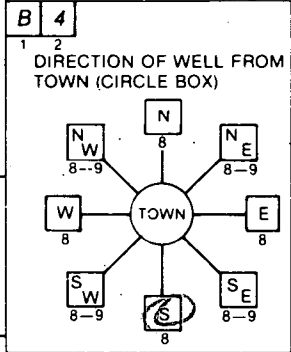 B 4
1 2
DIRECTION OF WELL FROM
TOWN (CIRCLE BOX)
N
8
N W
8--9
N E
8-9
W
8
TOWN
E
8
S W
8-9
S
8
S E
8-9